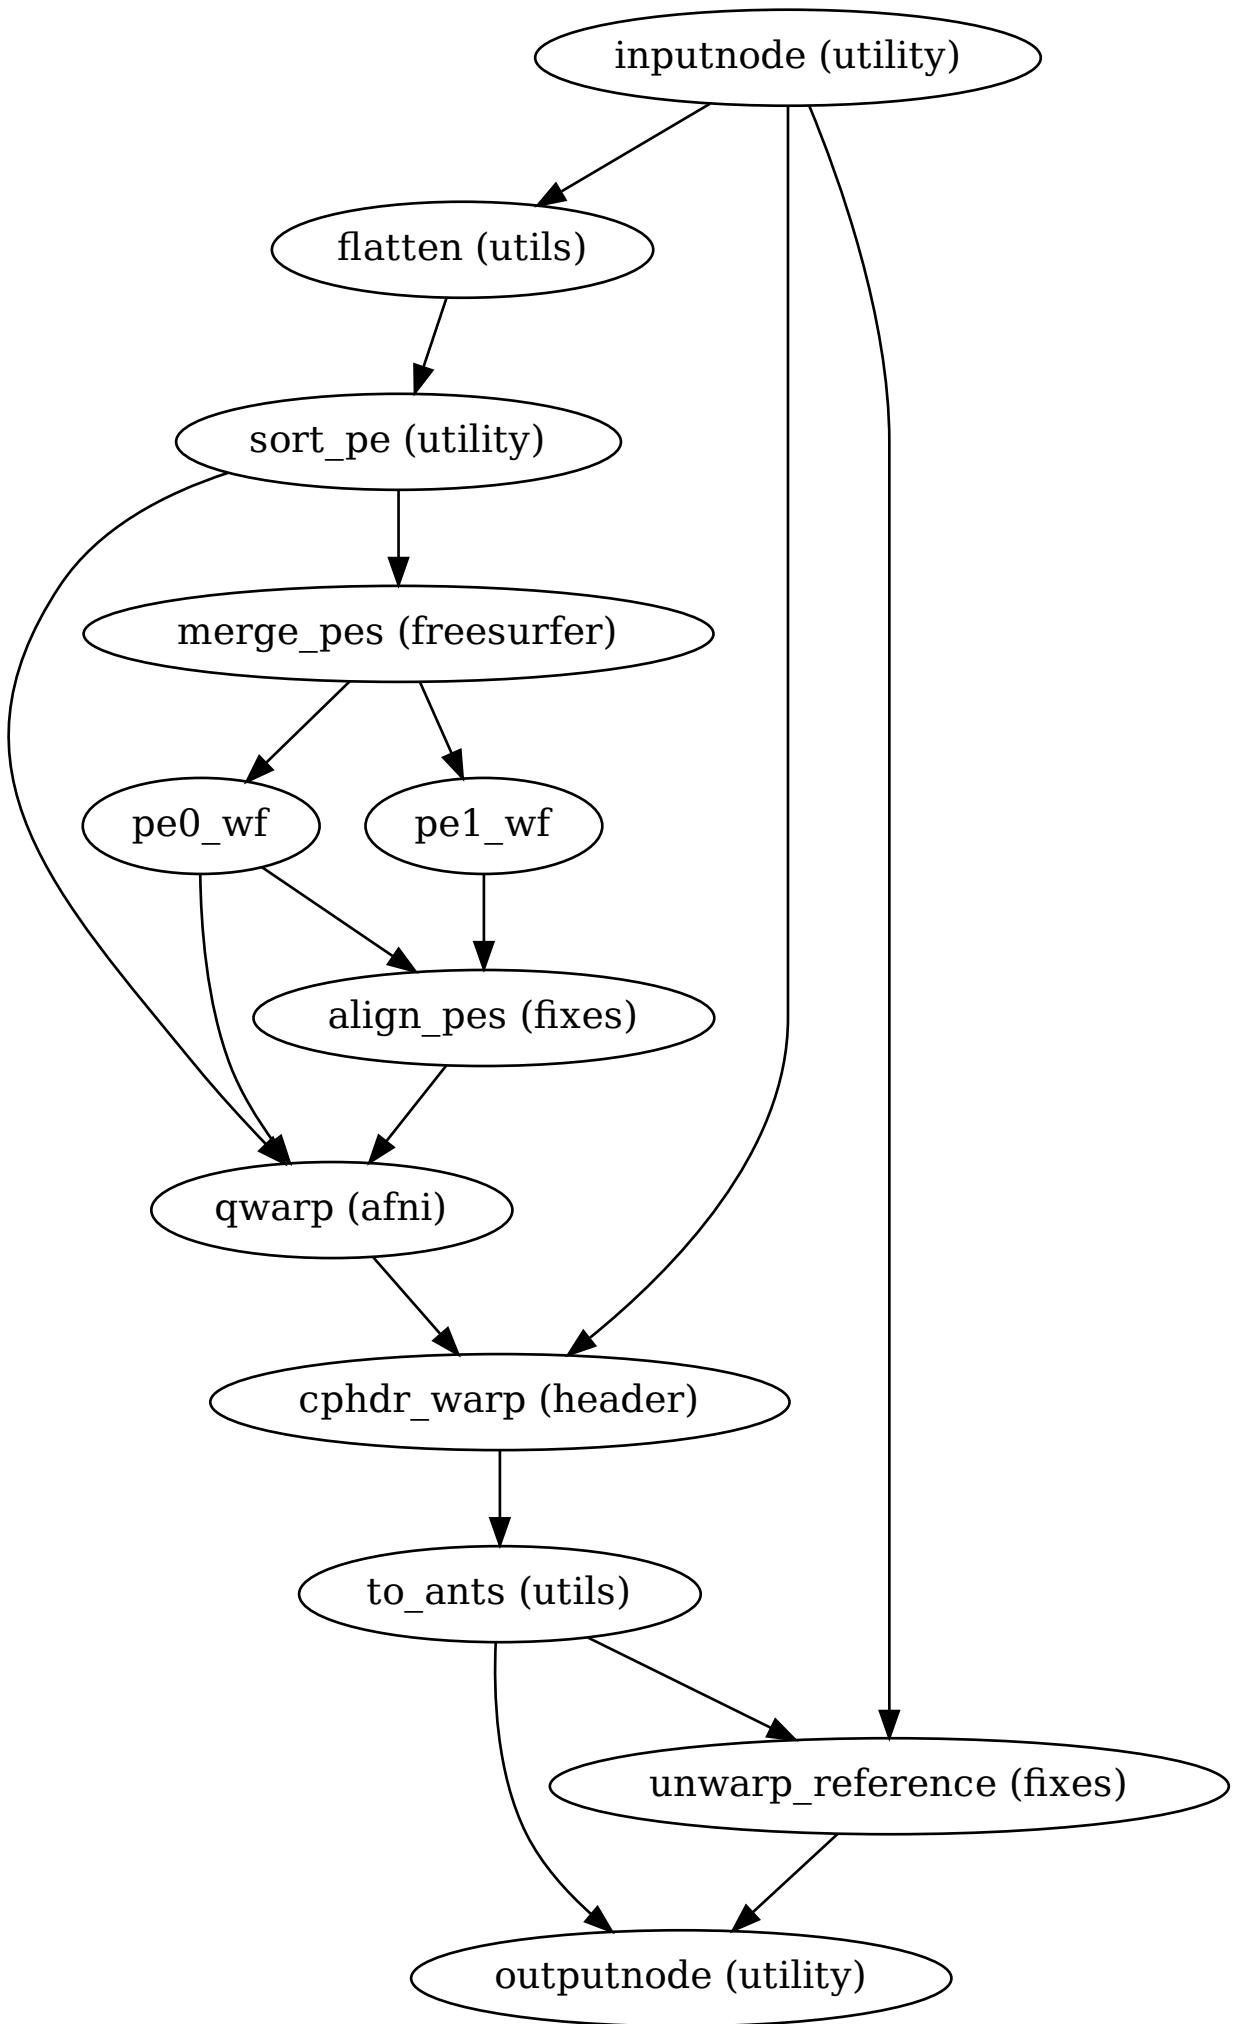 inputnode (utility)
flatten (utils)
sort_pe (utility)
merge_pes (freesurfer)
pe0_wf
pe1_wf
align_pes (fixes)
qwarp (afni)
cphdr_warp (header)
to_ants (utils)
unwarp_reference (fixes)
outputnode (utility)